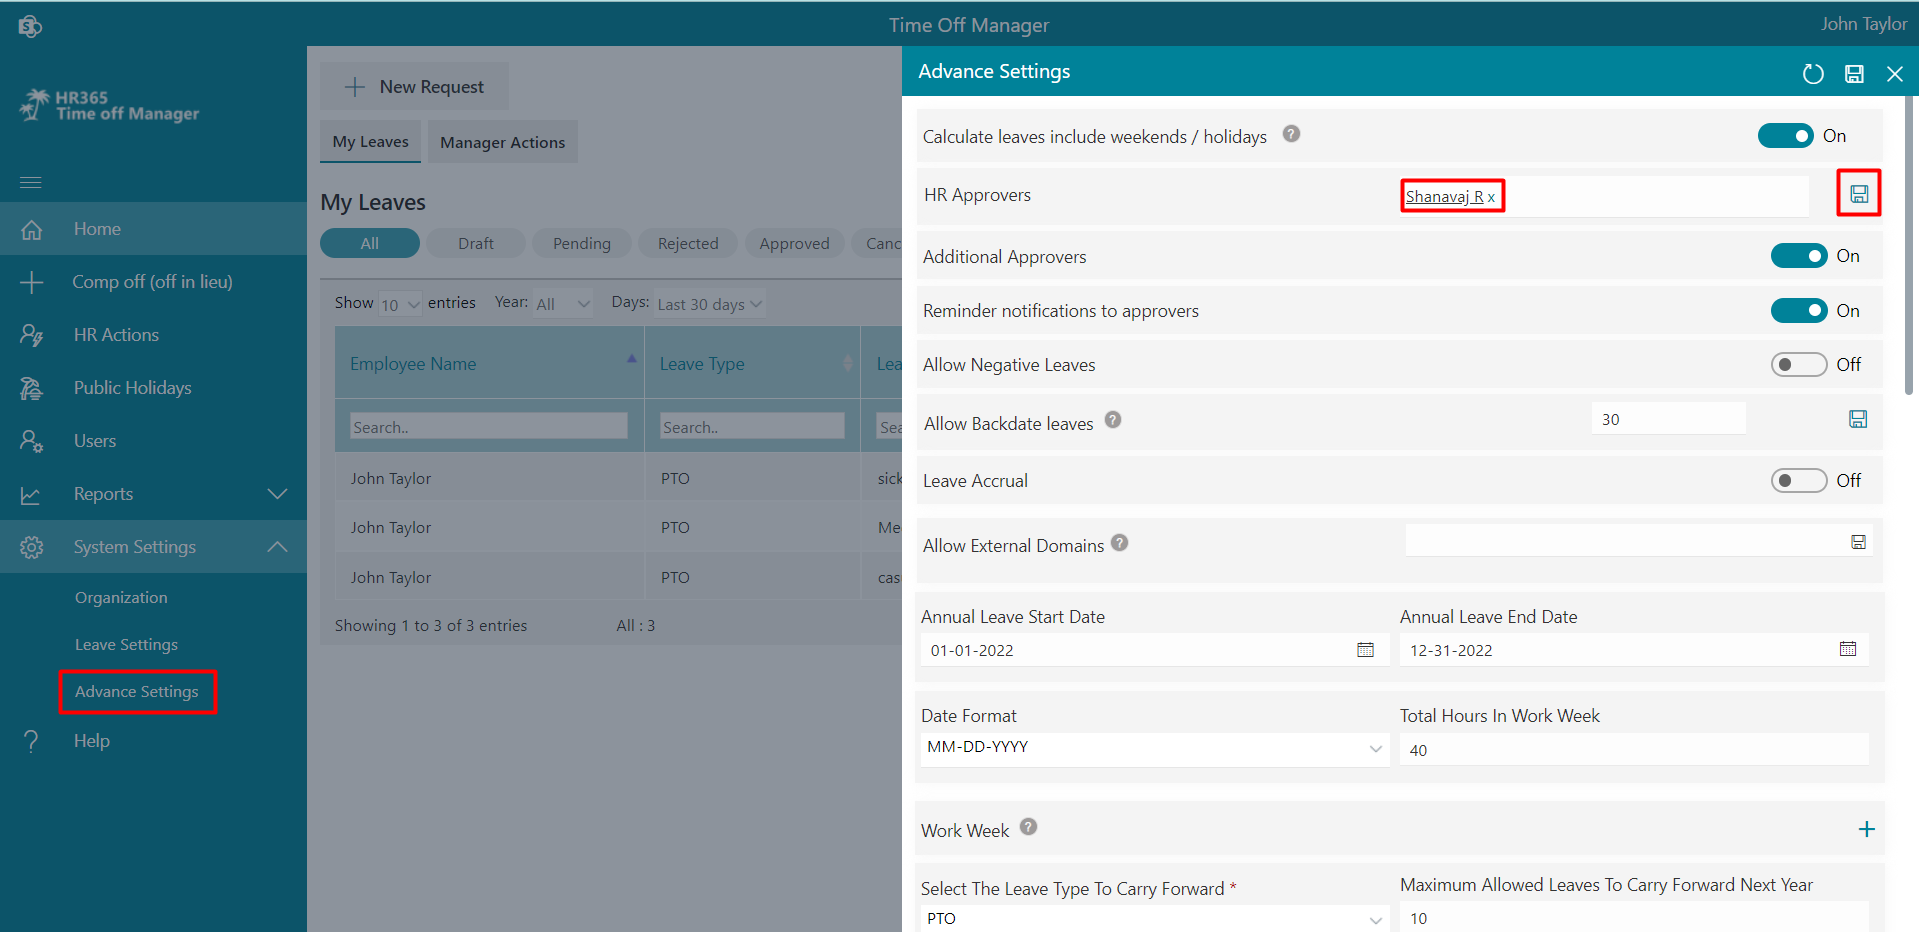 Time Off Manager
John Taylor
HR365
Time off Manager
Home
Comp off (off in lieu)
HR Actions
Public Holidays
Users
Reports
System Settings
Organization
Leave Settings
Advance Settings
Help
New Request
My Leaves
Manager Actions
My Leaves
All
Draft
Pending
Rejected
Approved
Canc
Show 10 entries Year: All Days: Last 30 days
Employee Name Leave Type Lea
Search.. Search.. Sea
John Taylor PTO sick
John Taylor PTO Me
John Taylor PTO cas
Showing 1 to 3 of 3 entries All : 3
Advance Settings
Calculate leaves include weekends / holidays ? On
HR Approvers Shanavaj R x
Additional Approvers On
Reminder notifications to approvers On
Allow Negative Leaves Off
Allow Backdate leaves ? 30
Leave Accrual Off
Allow External Domains ?
Annual Leave Start Date Annual Leave End Date
01-01-2022 12-31-2022
Date Format Total Hours In Work Week
MM-DD-YYYY 40
Work Week ? +
Select The Leave Type To Carry Forward * Maximum Allowed Leaves To Carry Forward Next Year
PTO 10